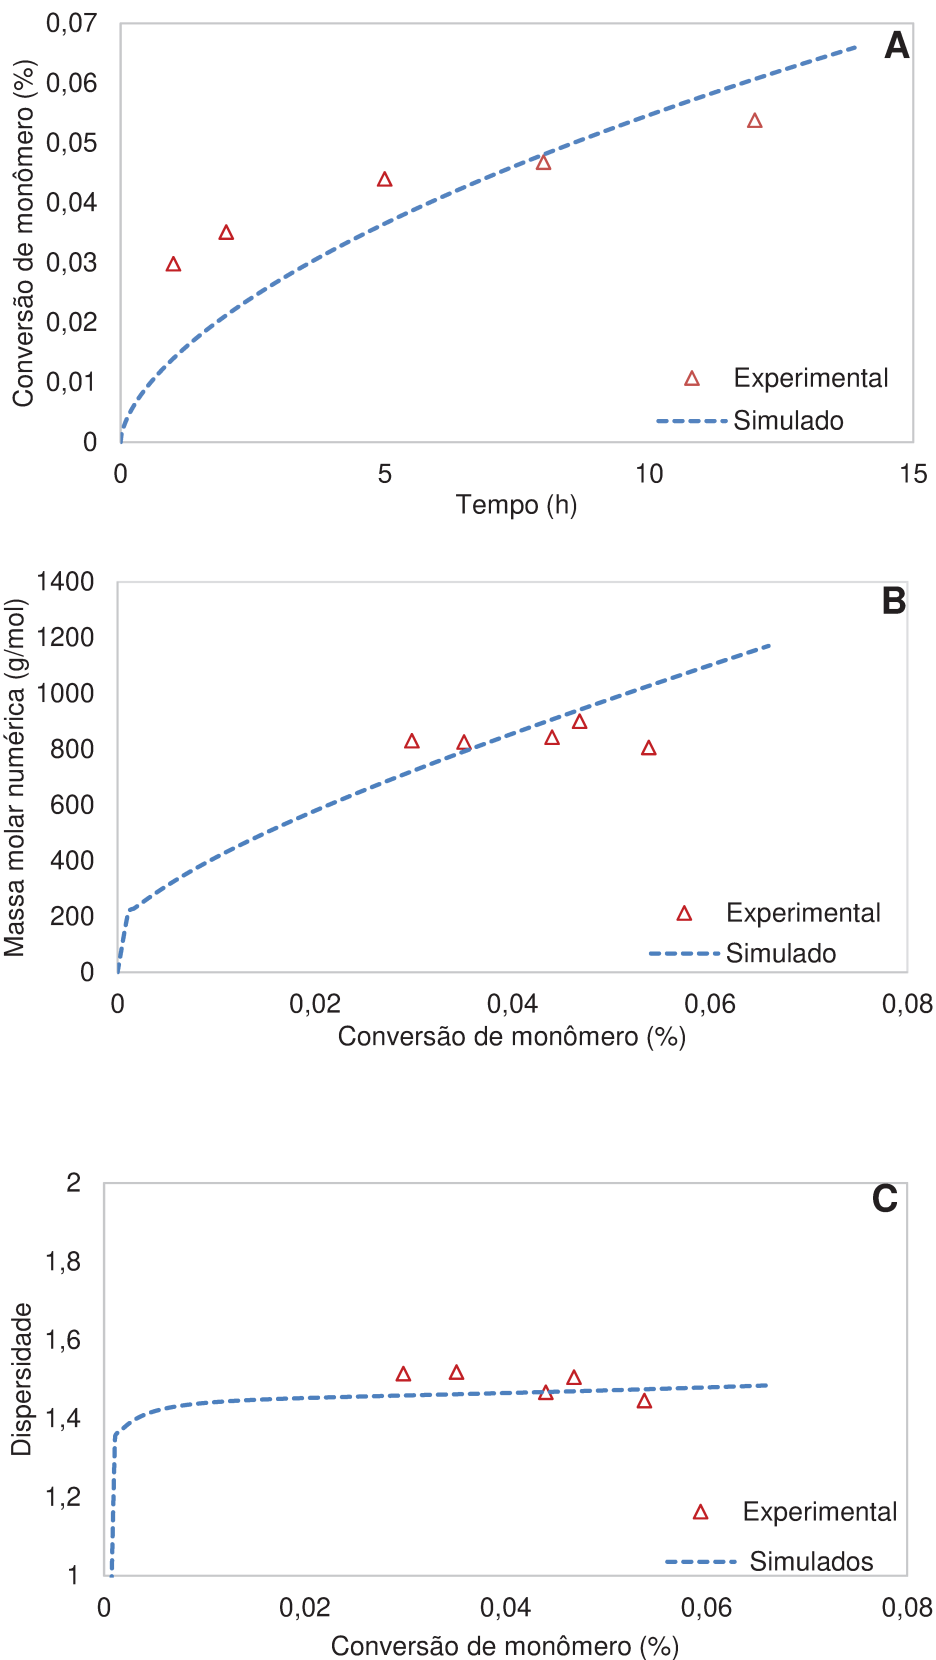 A
0,07
0,06
0,05
0,04
0,03
0,02
0,01
0
Conversão de monômero (%)
Experimental
Simulado
0 5 10 15
Tempo (h)
B
1400
1200
1000
800
600
400
200
0
Massa molar numérica (g/mol)
Experimental
Simulado
0 0,02 0,04 0,06 0,08
Conversão de monômero (%)
C
2
1,8
1,6
1,4
1,2
1
Dispersidade
Experimental
Simulados
0 0,02 0,04 0,06 0,08
Conversão de monômero (%)